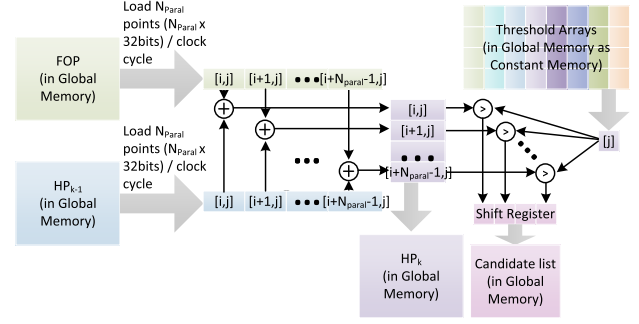 FOP
(in Global
Memory)
Load N_Paral
points (N_Paral x
32bits) / clock
cycle
[i,j] [i+1,j] ●●●[i+N_paral-1,j]
Threshold Arrays
(in Global Memory as
Constant Memory)
+
+
+
[i,j]
[i+1,j]
●●●
[i+N_paral-1,j]
>
>
>
[j]
HP_k-1
(in Global
Memory)
Load N_Paral
points (N_Paral x
32bits) / clock
cycle
●●●
[i,j] [i+1,j] ●●● [i+N_paral-1,j]
Shift Register
HP_k
(in Global
Memory)
Candidate list
(in Global
Memory)